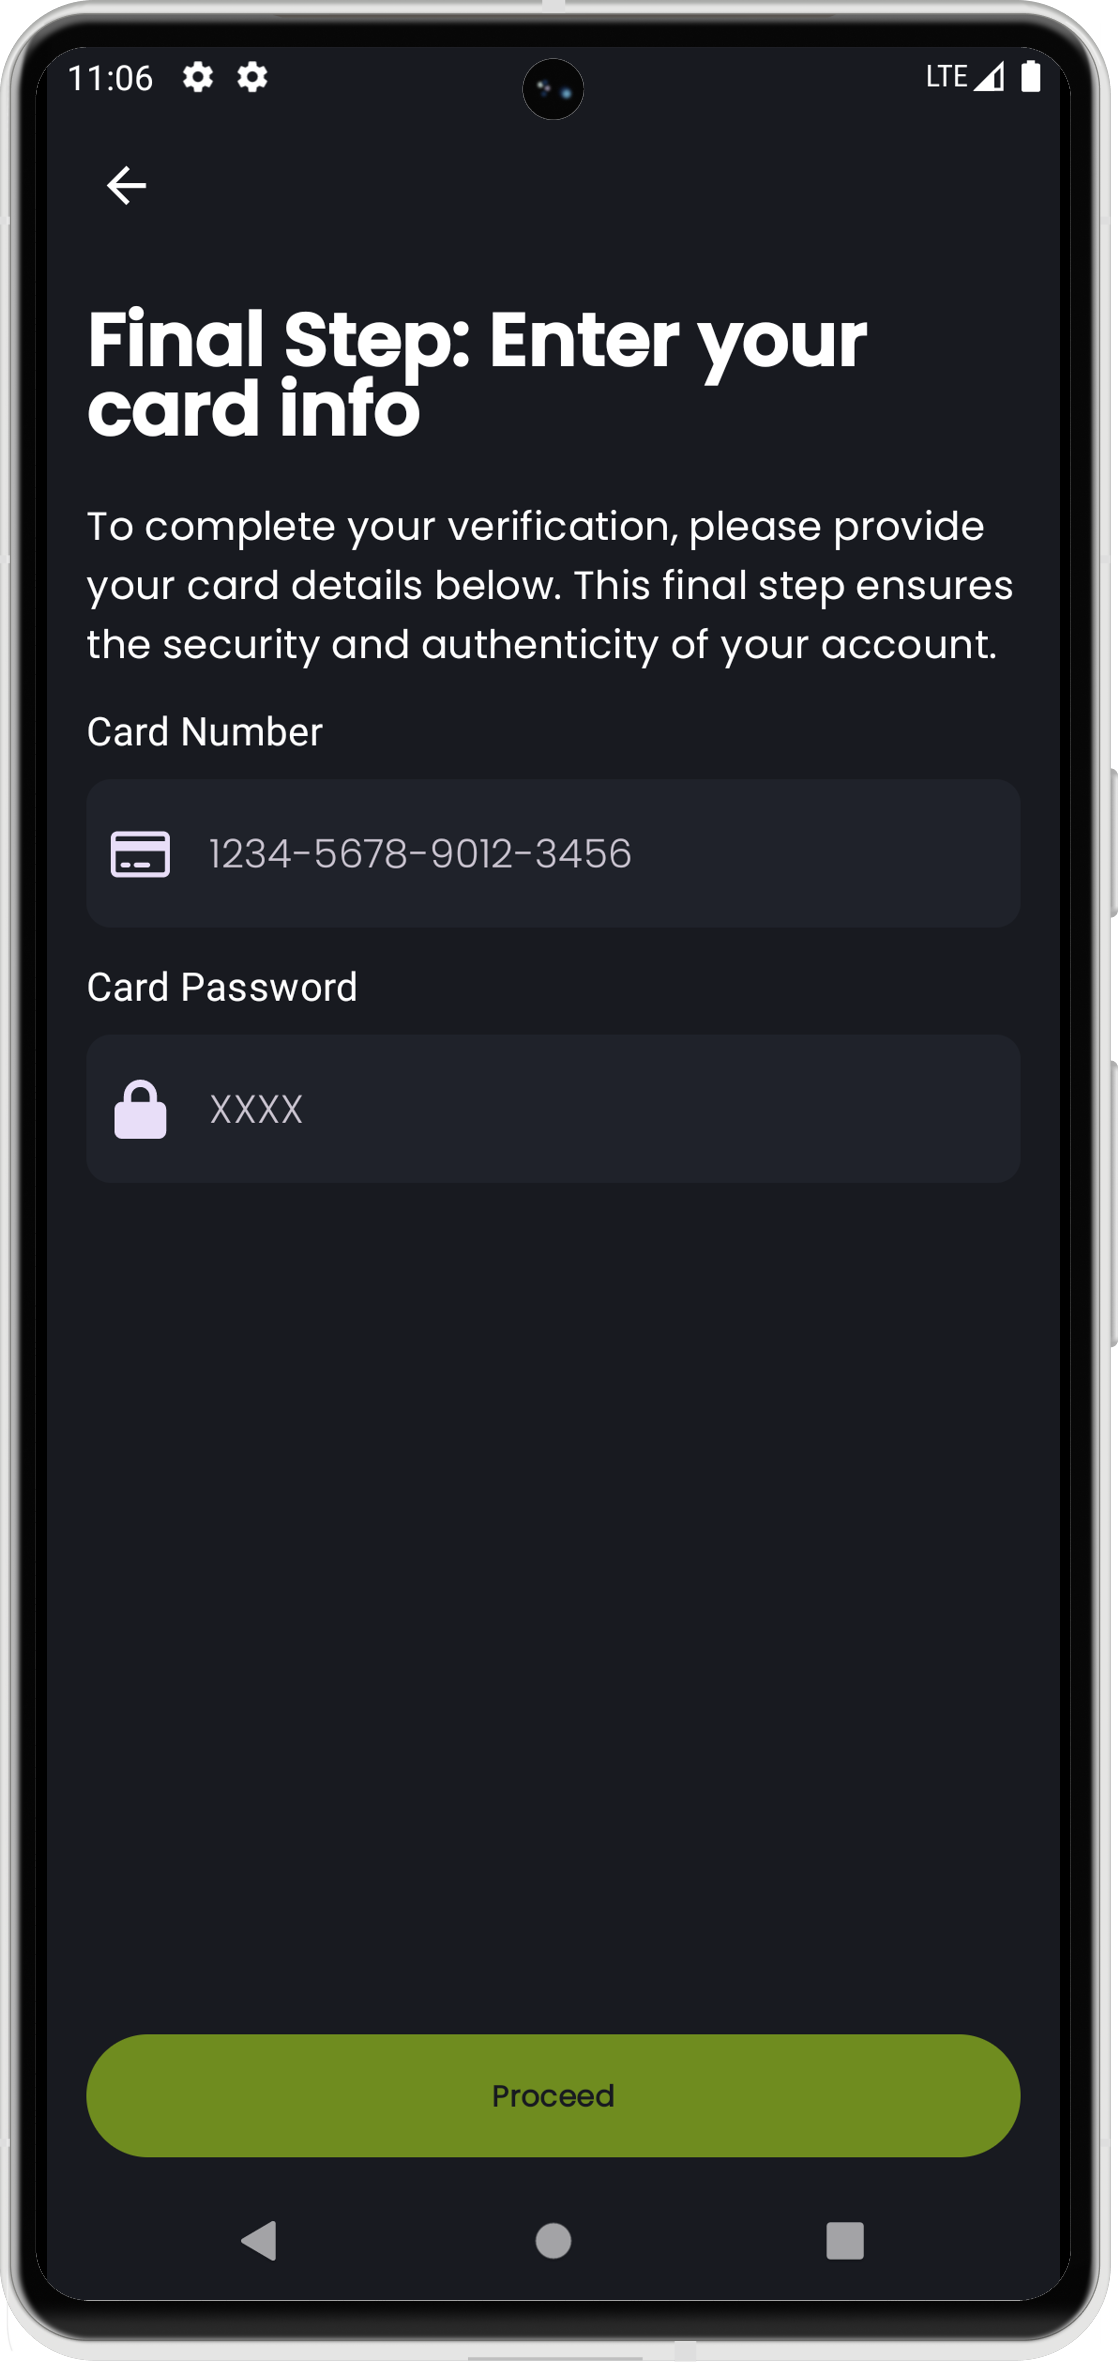 11:06
LTE
Final Step: Enter your
card info
To complete your verification, please provide
your card details below. This final step ensures
the security and authenticity of your account.
Card Number
1234-5678-9012-3456
Card Password
XXXX
Proceed